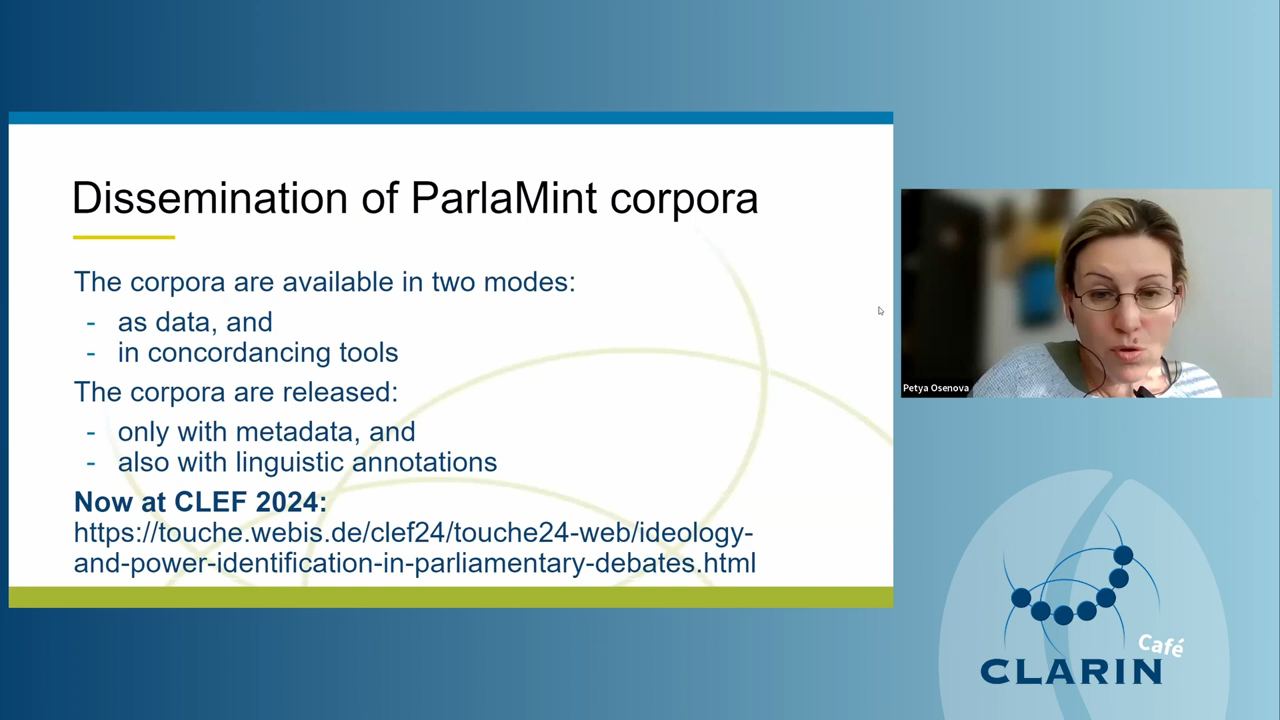 Dissemination of ParlaMint corpora
The corpora are available in two modes:
- as data, and
- in concordancing tools
The corpora are released:
- only with metadata, and
- also with linguistic annotations
Now at CLEF 2024:
https://touche.webis.de/clef24/touche24-web/ideology-
and-power-identification-in-parliamentary-debates.html
Petya Osenova
Café
CLARIN